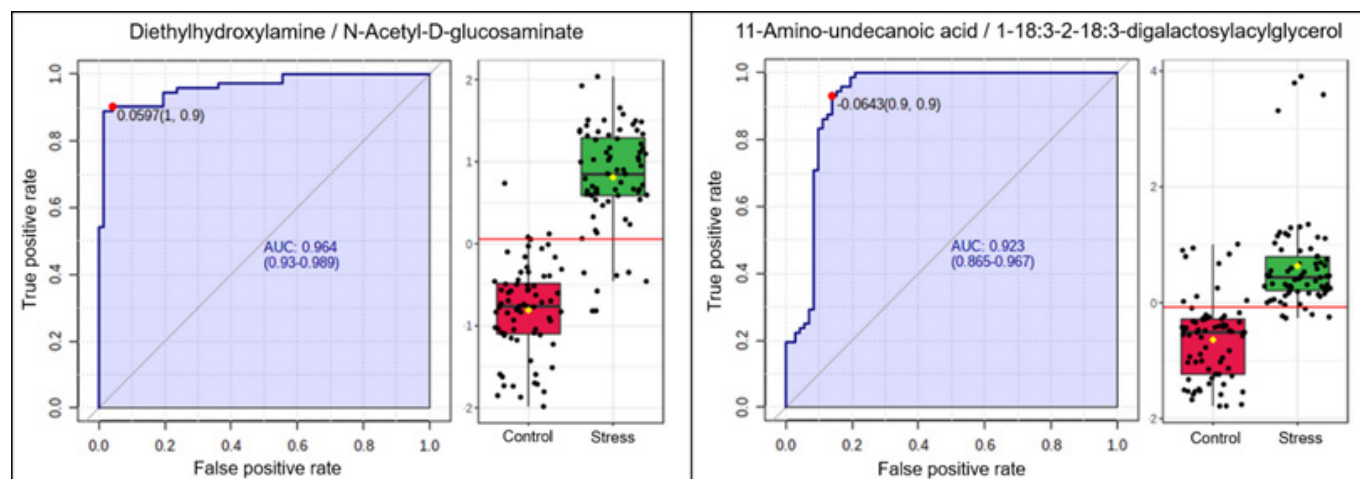 Diethylhydroxylamine / N-Acetyl-D-glucosaminate
True positive rate
1.0
0.8
0.6
0.4
0.2
0.0
0.0597(1, 0.9)
AUC: 0.964
(0.93-0.989)
0.0 0.2 0.4 0.6 0.8 1.0
False positive rate
2
1
0
-1
-2
Control Stress
11-Amino-undecanoic acid / 1-18:3-2-18:3-digalactosylacylglycerol
True positive rate
1.0
0.8
0.6
0.4
0.2
0.0
-0.0643(0.9, 0.9)
AUC: 0.923
(0.865-0.967)
0.0 0.2 0.4 0.6 0.8 1.0
False positive rate
4
2
0
-2
Control Stress